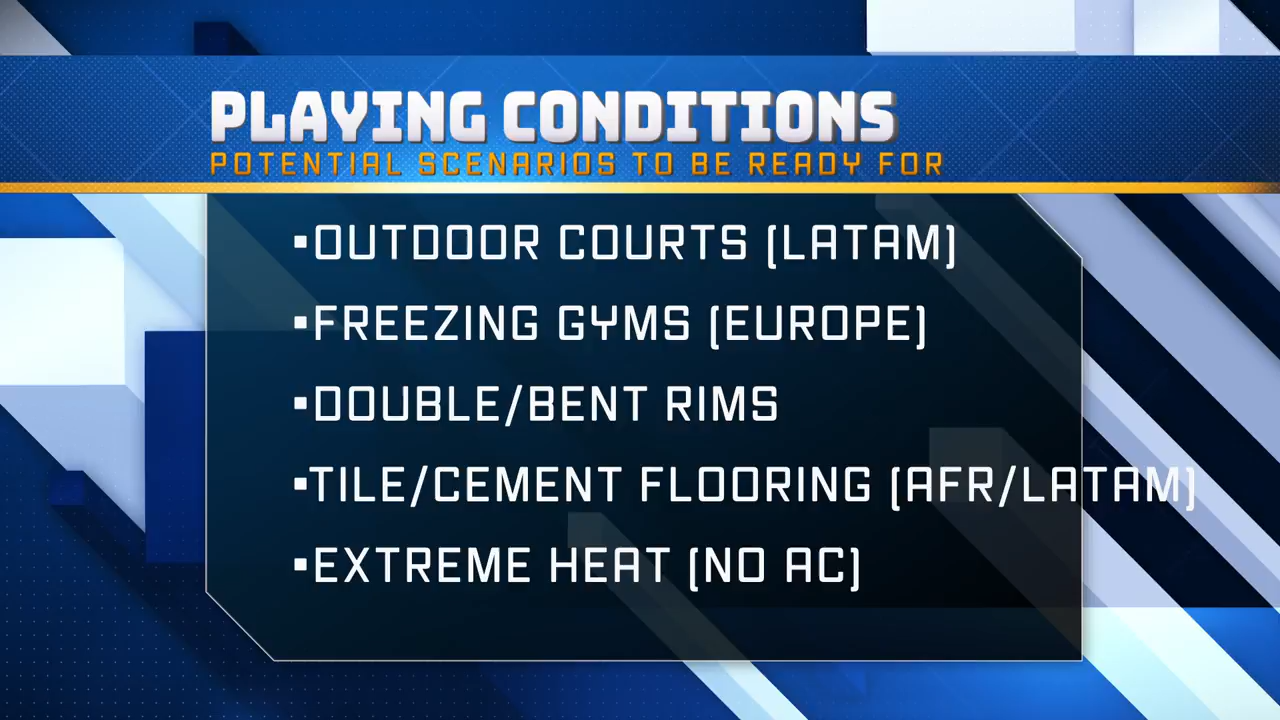 PLAYING CONDITIONS
POTENTIAL SCENARIOS TO BE READY FOR
▪OUTDOOR COURTS (LATAM)
▪FREEZING GYMS (EUROPE)
▪DOUBLE/BENT RIMS
▪TILE/CEMENT FLOORING (AFR/LATAM)
▪EXTREME HEAT (NO AC)